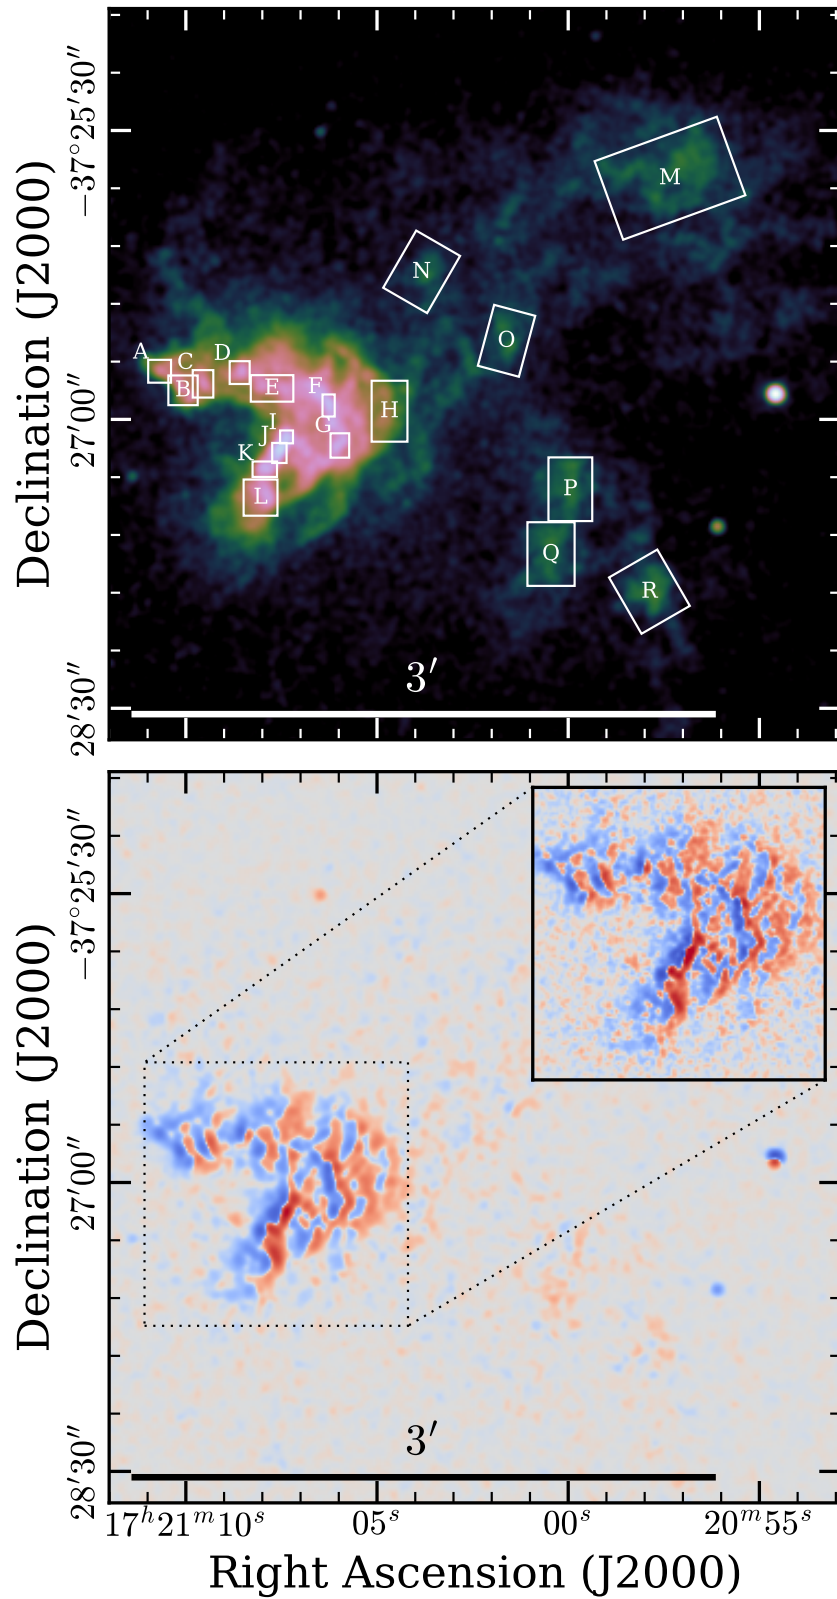 Declination (J2000)
−37°25′30″
27′00″
28′30″
A
B
C
D
E
F
G
H
I
J
K
L
M
N
O
P
Q
R
3′
Declination (J2000)
−37°25′30″
27′00″
28′30″
3′
17ʰ21ᵐ10ˢ 05ˢ 00ˢ 20ᵐ55ˢ
Right Ascension (J2000)